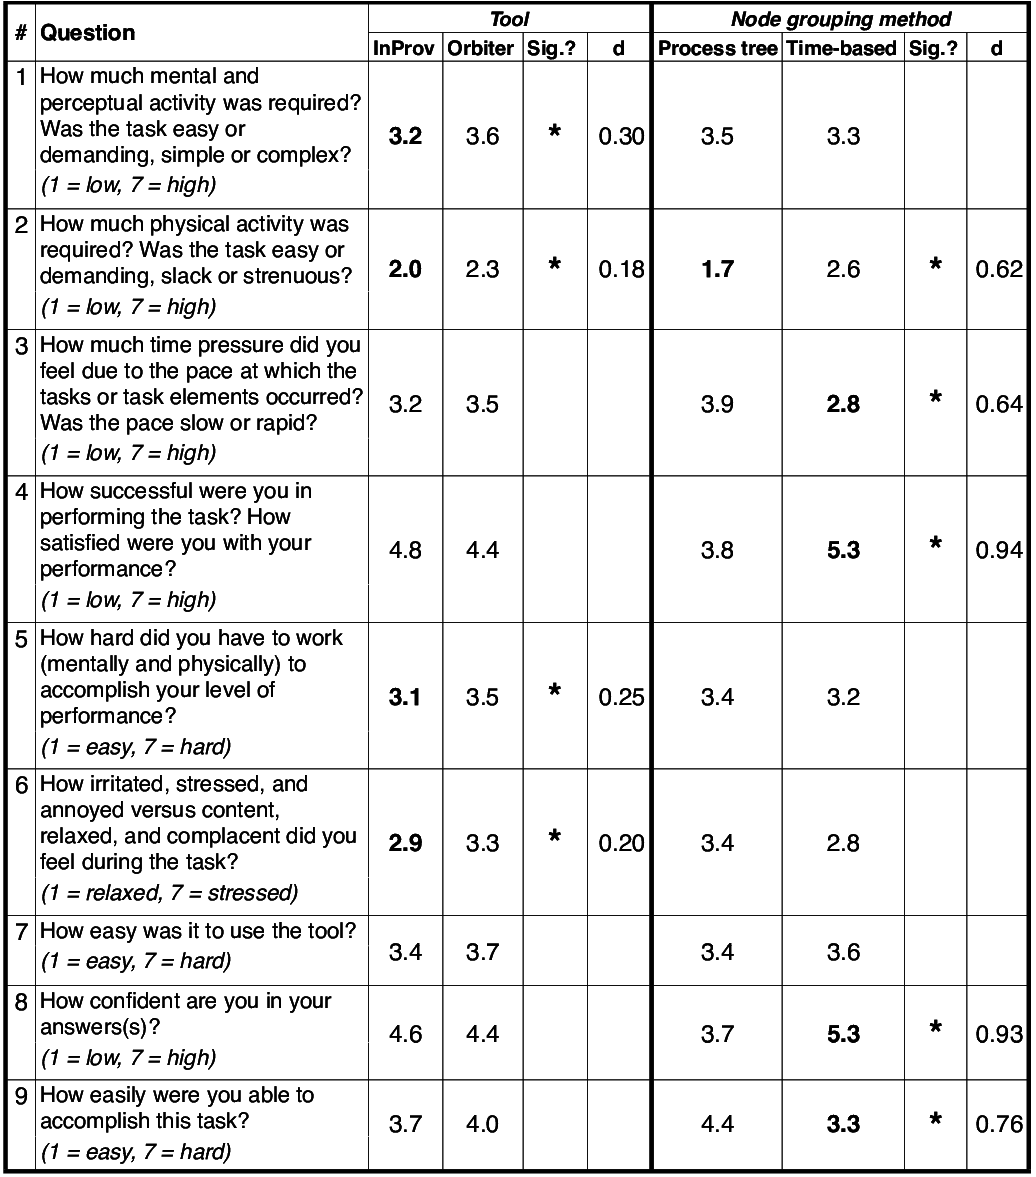 # Question Tool Node grouping method
InProv Orbiter Sig.? d Process tree Time-based Sig.? d
1 How much mental and
perceptual activity was required?
Was the task easy or
demanding, simple or complex?
(1 = low, 7 = high)
3.2 3.6 * 0.30 3.5 3.3
2 How much physical activity was
required? Was the task easy or
demanding, slack or strenuous?
(1 = low, 7 = high)
2.0 2.3 * 0.18 1.7 2.6 * 0.62
3 How much time pressure did you
feel due to the pace at which the
tasks or task elements occurred?
Was the pace slow or rapid?
(1 = low, 7 = high)
3.2 3.5 3.9 2.8 * 0.64
4 How successful were you in
performing the task? How
satisfied were you with your
performance?
(1 = low, 7 = high)
4.8 4.4 3.8 5.3 * 0.94
5 How hard did you have to work
(mentally and physically) to
accomplish your level of
performance?
(1 = easy, 7 = hard)
3.1 3.5 * 0.25 3.4 3.2
6 How irritated, stressed, and
annoyed versus content,
relaxed, and complacent did you
feel during the task?
(1 = relaxed, 7 = stressed)
2.9 3.3 * 0.20 3.4 2.8
7 How easy was it to use the tool?
(1 = easy, 7 = hard)
3.4 3.7 3.4 3.6
8 How confident are you in your
answers(s)?
(1 = low, 7 = high)
4.6 4.4 3.7 5.3 * 0.93
9 How easily were you able to
accomplish this task?
(1 = easy, 7 = hard)
3.7 4.0 4.4 3.3 * 0.76